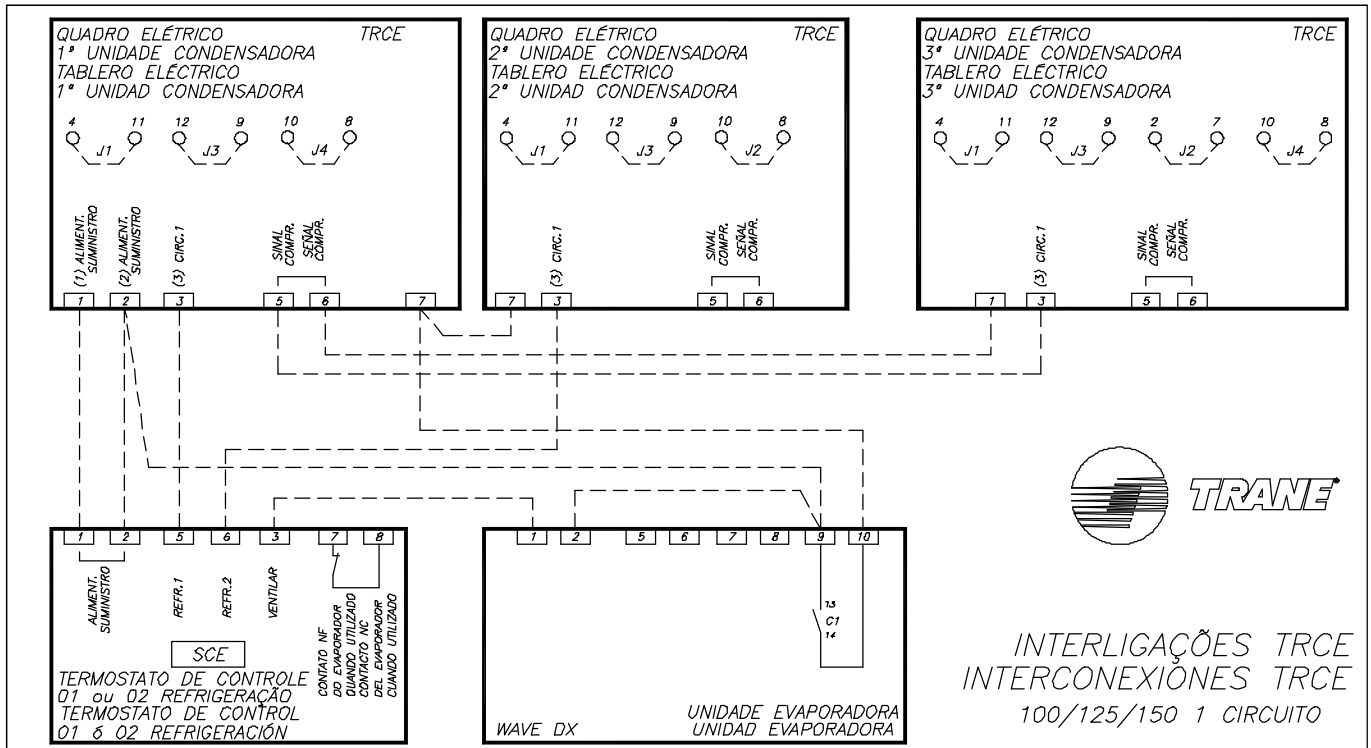 QUADRO ELÉTRICO TRCE
1ª UNIDADE CONDENSADORA
TABLERO ELÉCTRICO
1ª UNIDAD CONDENSADORA
4 11 12 9 10 8
J1 J3 J4
(1) ALIMENT.
SUMINISTRO
(2) ALIMENT.
SUMINISTRO
(3) CIRC.1
SINAL
COMPR.
SEÑAL
COMPR.
1 2 3 5 6 7
QUADRO ELÉTRICO TRCE
2ª UNIDADE CONDENSADORA
TABLERO ELÉCTRICO
2ª UNIDAD CONDENSADORA
4 11 12 9 10 8
J1 J3 J2
(3) CIRC.1
SINAL
COMPR.
SEÑAL
COMPR.
7 3 5 6
QUADRO ELÉTRICO TRCE
3ª UNIDADE CONDENSADORA
TABLERO ELÉCTRICO
3ª UNIDAD CONDENSADORA
4 11 12 9 2 7 10 8
J1 J3 J2 J4
(3) CIRC.1
SINAL
COMPR.
SEÑAL
COMPR.
1 3 5 6
1 2 5 6 3 7 8
ALIMENT.
SUMINISTRO
REFR.1
REFR.2
VENTILAR
CONTATO NF
DO EVAPORADOR
QUANDO UTILIZADO
CONTACTO NC
DEL EVAPORADOR
CUANDO UTILIZADO
SCE
TERMOSTATO DE CONTROLE
01 ou 02 REFRIGERAÇÃO
TERMOSTATO DE CONTROL
01 ó 02 REFRIGERACIÓN
1 2 5 6 7 8 9 10
13
C1
14
WAVE DX
UNIDADE EVAPORADORA
UNIDAD EVAPORADORA
TRANE
INTERLIGAÇÕES TRCE
INTERCONEXIÓNES TRCE
100/125/150 1 CIRCUITO